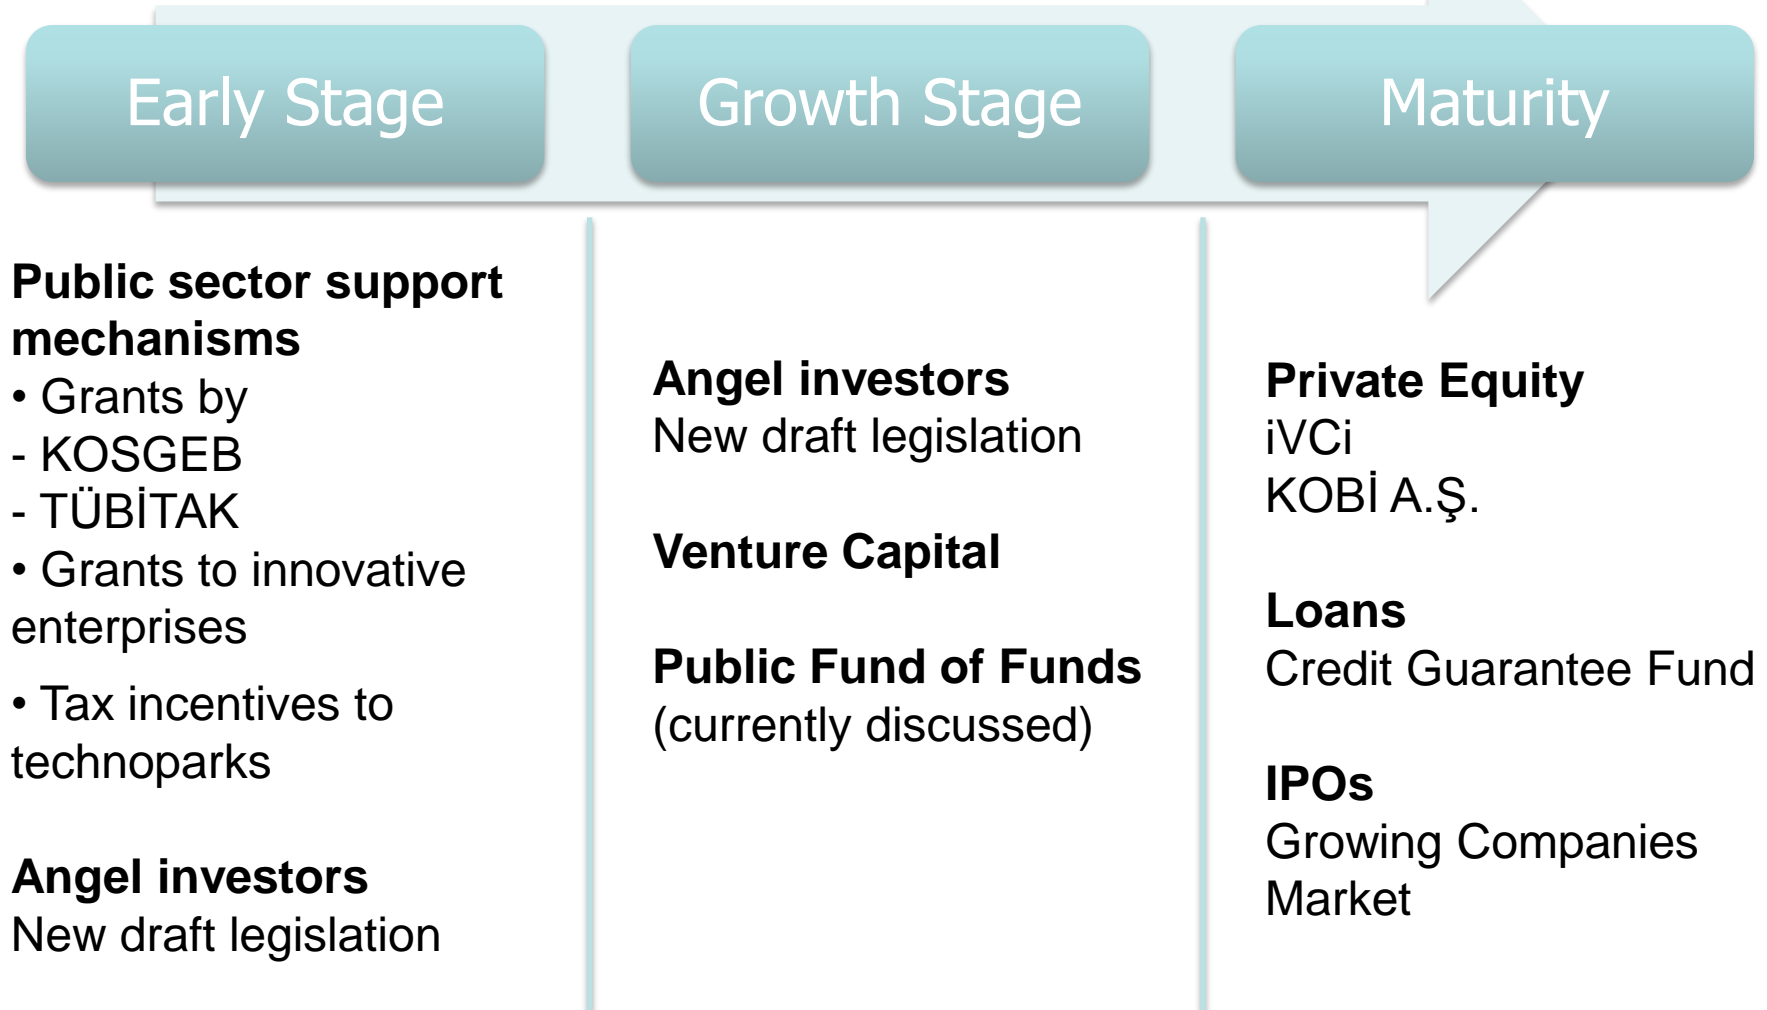 Early Stage
Growth Stage
Maturity
Public sector support
mechanisms
• Grants by
- KOSGEB
- TÜBİTAK
• Grants to innovative
enterprises
• Tax incentives to
technoparks
Angel investors
New draft legislation
Angel investors
New draft legislation
Venture Capital
Public Fund of Funds
(currently discussed)
Private Equity
iVCi
KOBİ A.Ş.
Loans
Credit Guarantee Fund
IPOs
Growing Companies
Market